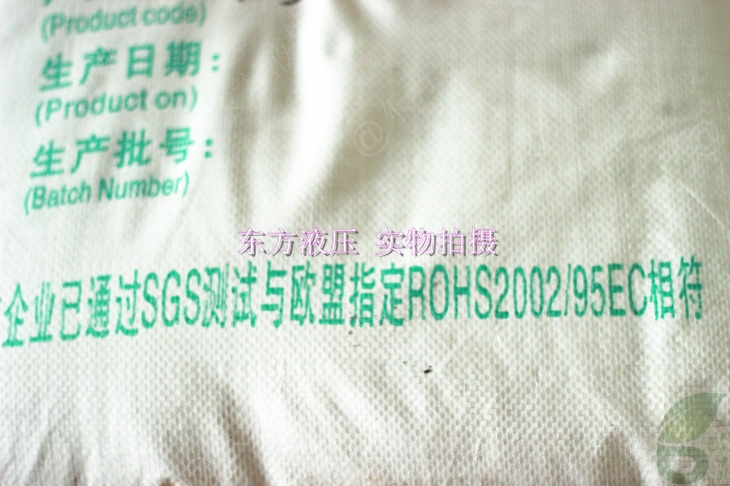 (Product code)
生产日期：
(Product on)
生产批号：
(Batch Number)
东方液压 实物拍摄
企业已通过SGS测试与欧盟指定ROHS2002/95EC相符